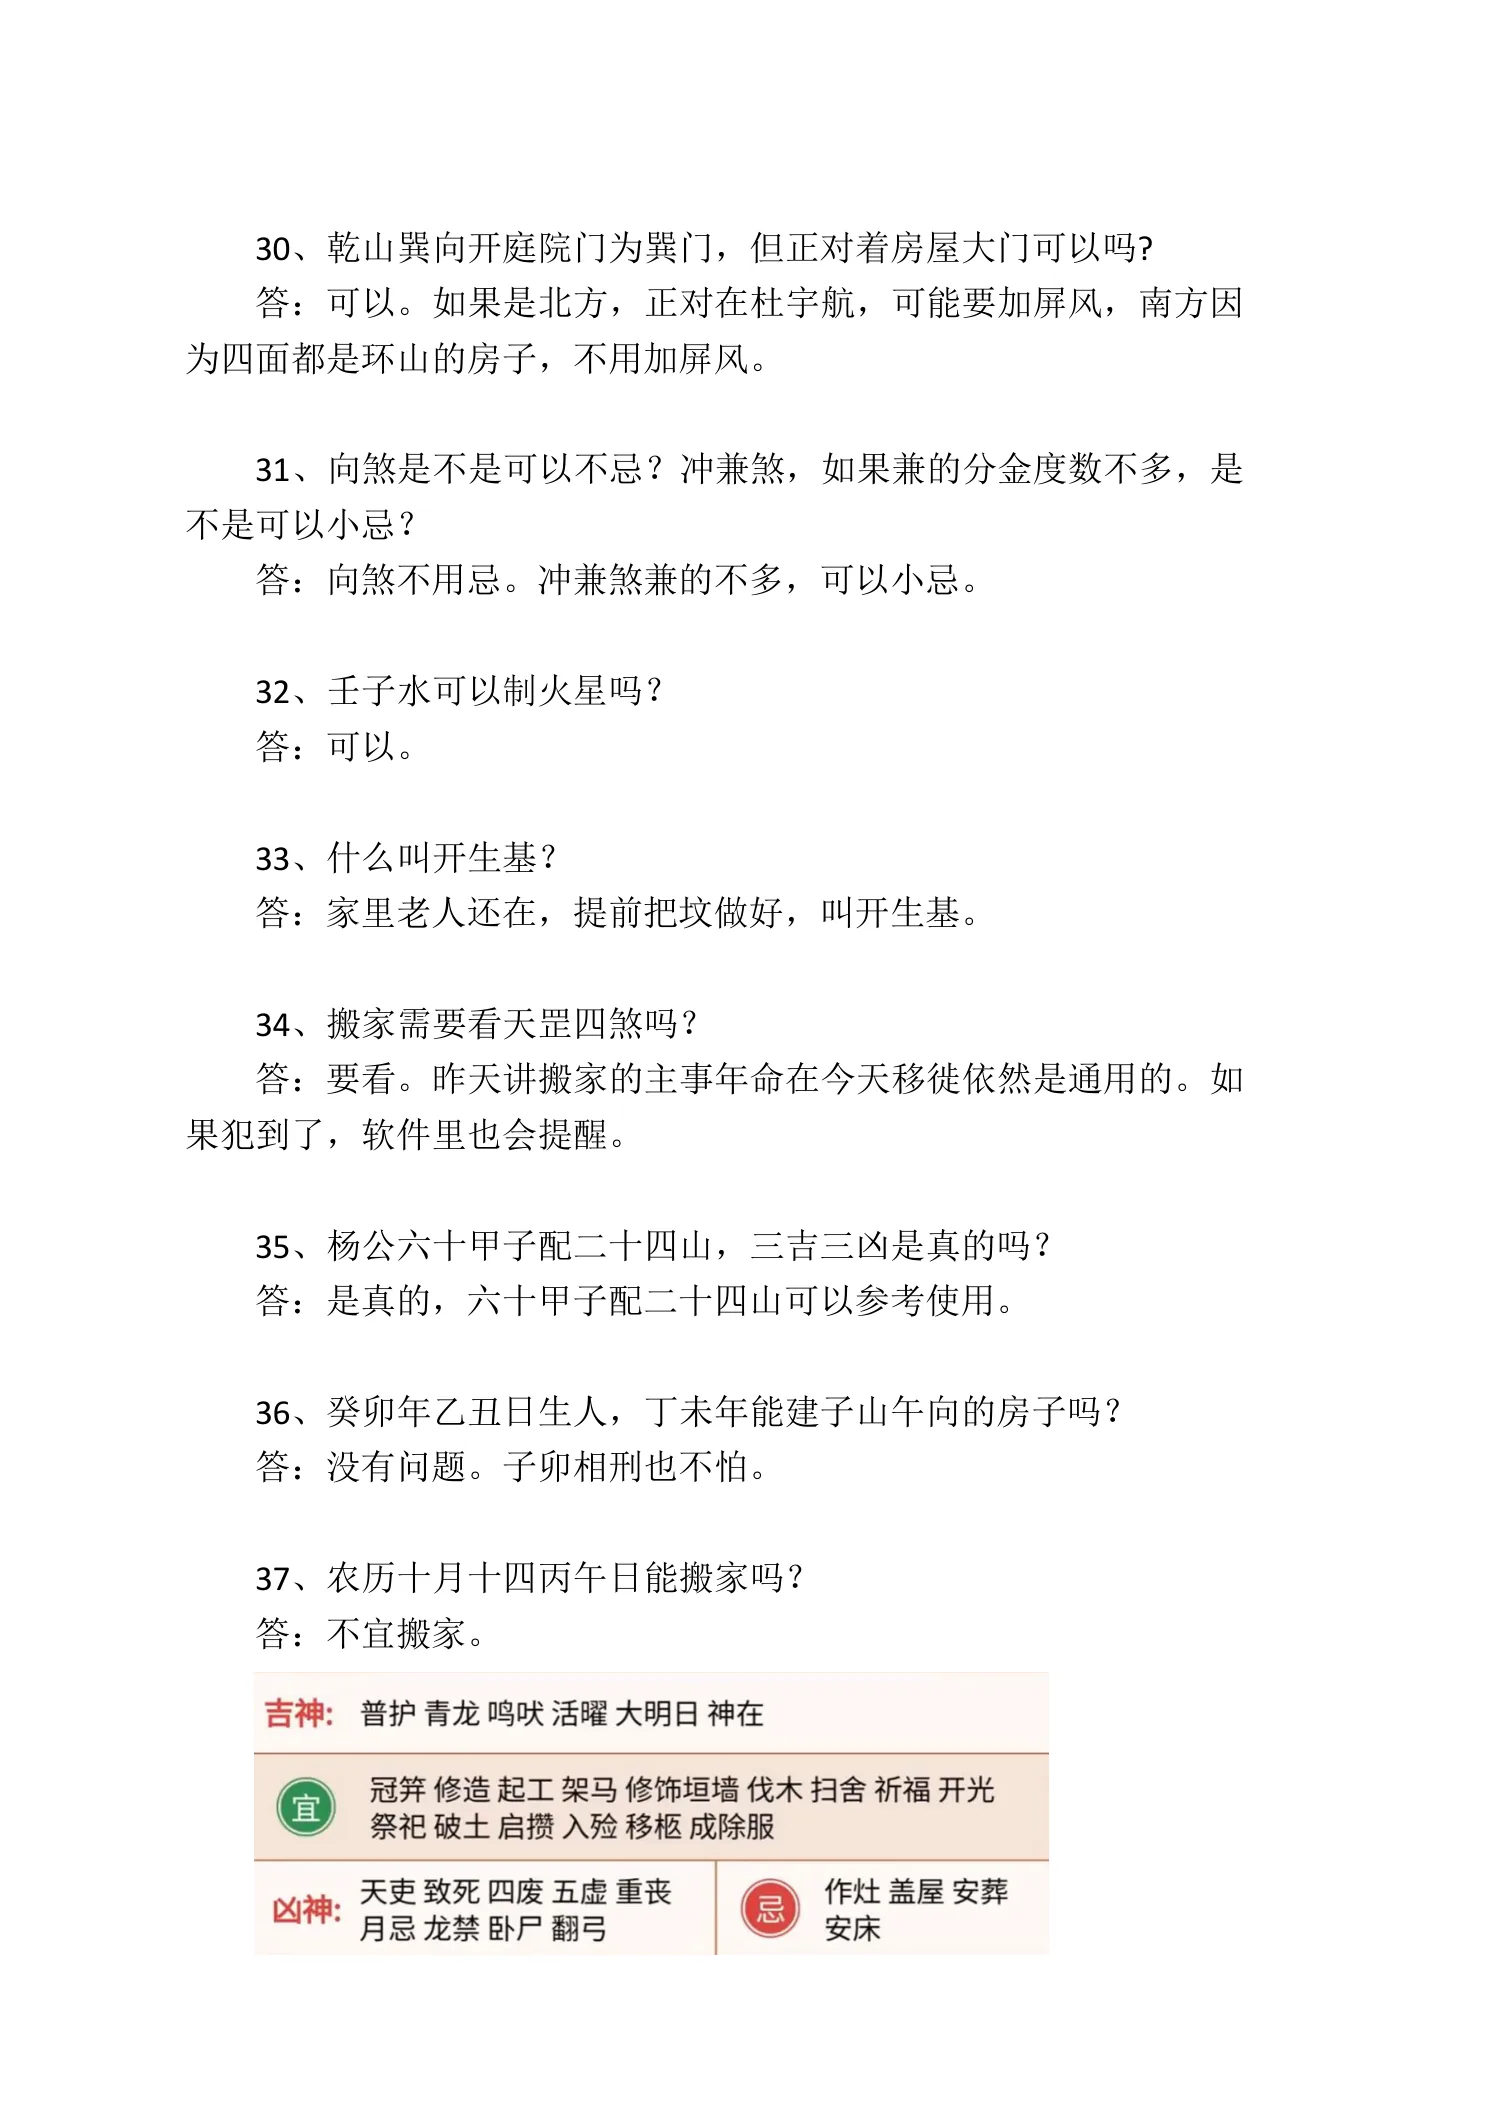 30、乾山巽向开庭院门为巽门，但正对着房屋大门可以吗?
答：可以。如果是北方，正对在杜宇航，可能要加屏风，南方因
为四面都是环山的房子，不用加屏风。
31、向煞是不是可以不忌？冲兼煞，如果兼的分金度数不多，是
不是可以小忌？
答：向煞不用忌。冲兼煞兼的不多，可以小忌。
32、壬子水可以制火星吗？
答：可以。
33、什么叫开生基？
答：家里老人还在，提前把坟做好，叫开生基。
34、搬家需要看天罡四煞吗？
答：要看。昨天讲搬家的主事年命在今天移徙依然是通用的。如
果犯到了，软件里也会提醒。
35、杨公六十甲子配二十四山，三吉三凶是真的吗？
答：是真的，六十甲子配二十四山可以参考使用。
36、癸卯年乙丑日生人，丁未年能建子山午向的房子吗？
答：没有问题。子卯相刑也不怕。
37、农历十月十四丙午日能搬家吗？
答：不宜搬家。
吉神: 普护 青龙 鸣吠 活曜 大明日 神在
宜 冠笄 修造 起工 架马 修饰垣墙 伐木 扫舍 祈福 开光
祭祀 破土 启攒 入殓 移柩 成除服
凶神: 天吏 致死 四废 五虚 重丧
月忌 龙禁 卧尸 翻弓
忌 作灶 盖屋 安葬
安床